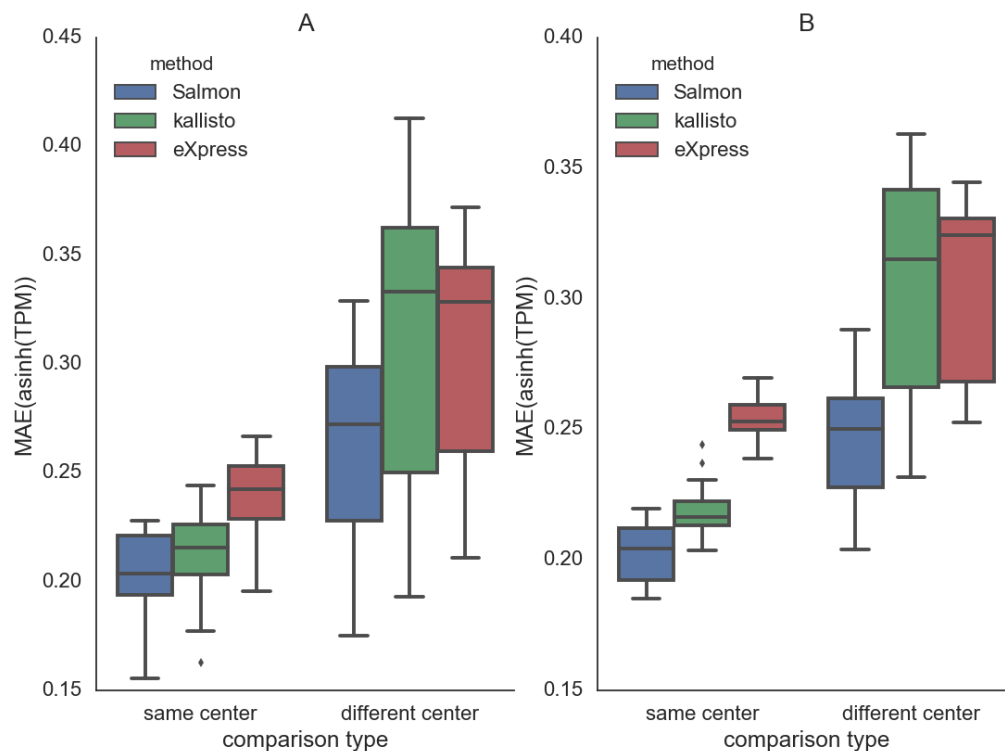 A
0.45
0.40
0.35
0.30
0.25
0.20
0.15
MAE(asinh(TPM))
method
Salmon
kallisto
eXpress
same center
different center
comparison type
B
0.40
0.35
0.30
0.25
0.20
0.15
MAE(asinh(TPM))
method
Salmon
kallisto
eXpress
same center
different center
comparison type